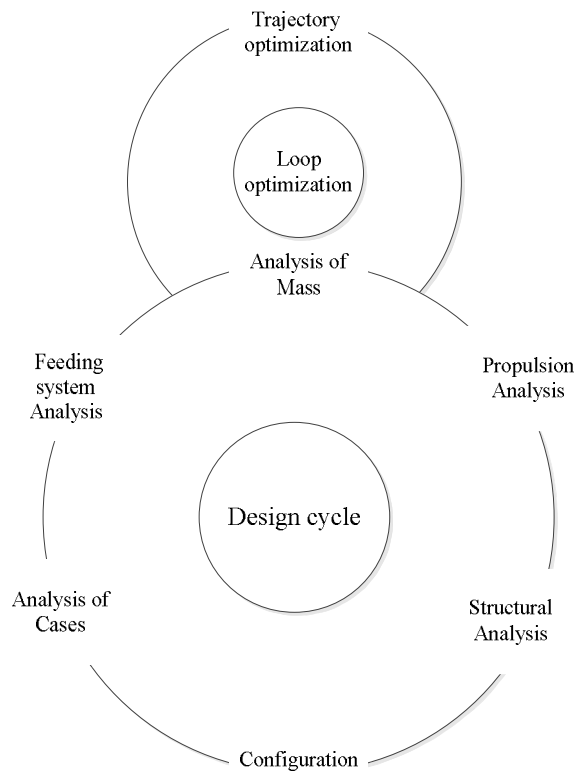 Trajectory
optimization
Loop
optimization
Analysis of
Mass
Feeding
system
Analysis
Propulsion
Analysis
Design cycle
Analysis of
Cases
Structural
Analysis
Configuration